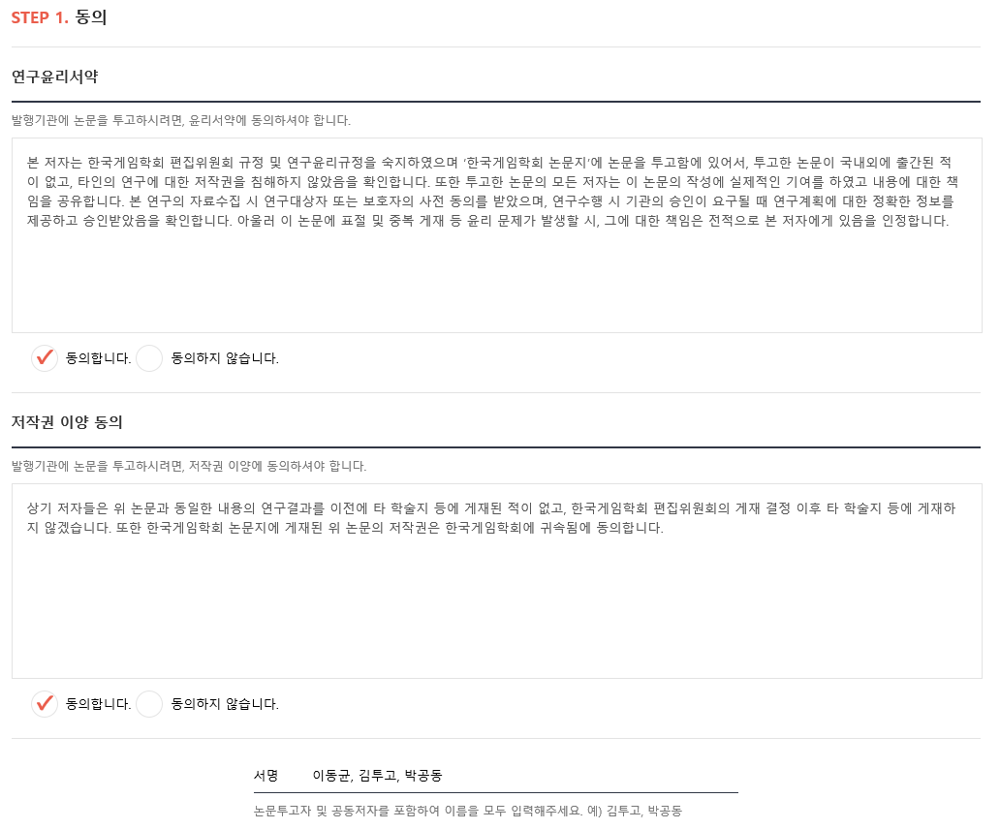 STEP 1. 동의
연구윤리서약
발행기관에 논문을 투고하시려면, 윤리서약에 동의하셔야 합니다.
본 저자는 한국게임학회 편집위원회 규정 및 연구윤리규정을 숙지하였으며 ‘한국게임학회 논문지’에 논문을 투고함에 있어서, 투고한 논문이 국내외에 출간된 적
이 없고, 타인의 연구에 대한 저작권을 침해하지 않았음을 확인합니다. 또한 투고한 논문의 모든 저자는 이 논문의 작성에 실제적인 기여를 하였고 내용에 대한 책
임을 공유합니다. 본 연구의 자료수집 시 연구대상자 또는 보호자의 사전 동의를 받았으며, 연구수행 시 기관의 승인이 요구될 때 연구계획에 대한 정확한 정보를
제공하고 승인받았음을 확인합니다. 아울러 이 논문에 표절 및 중복 게재 등 윤리 문제가 발생할 시, 그에 대한 책임은 전적으로 본 저자에게 있음을 인정합니다.
동의합니다. 동의하지 않습니다.
저작권 이양 동의
발행기관에 논문을 투고하시려면, 저작권 이양에 동의하셔야 합니다.
상기 저자들은 위 논문과 동일한 내용의 연구결과를 이전에 타 학술지 등에 게재된 적이 없고, 한국게임학회 편집위원회의 게재 결정 이후 타 학술지 등에 게재하
지 않겠습니다. 또한 한국게임학회 논문지에 게재된 위 논문의 저작권은 한국게임학회에 귀속됨에 동의합니다.
동의합니다. 동의하지 않습니다.
서명 이동균, 김투고, 박공동
논문투고자 및 공동저자를 포함하여 이름을 모두 입력해주세요. 예) 김투고, 박공동